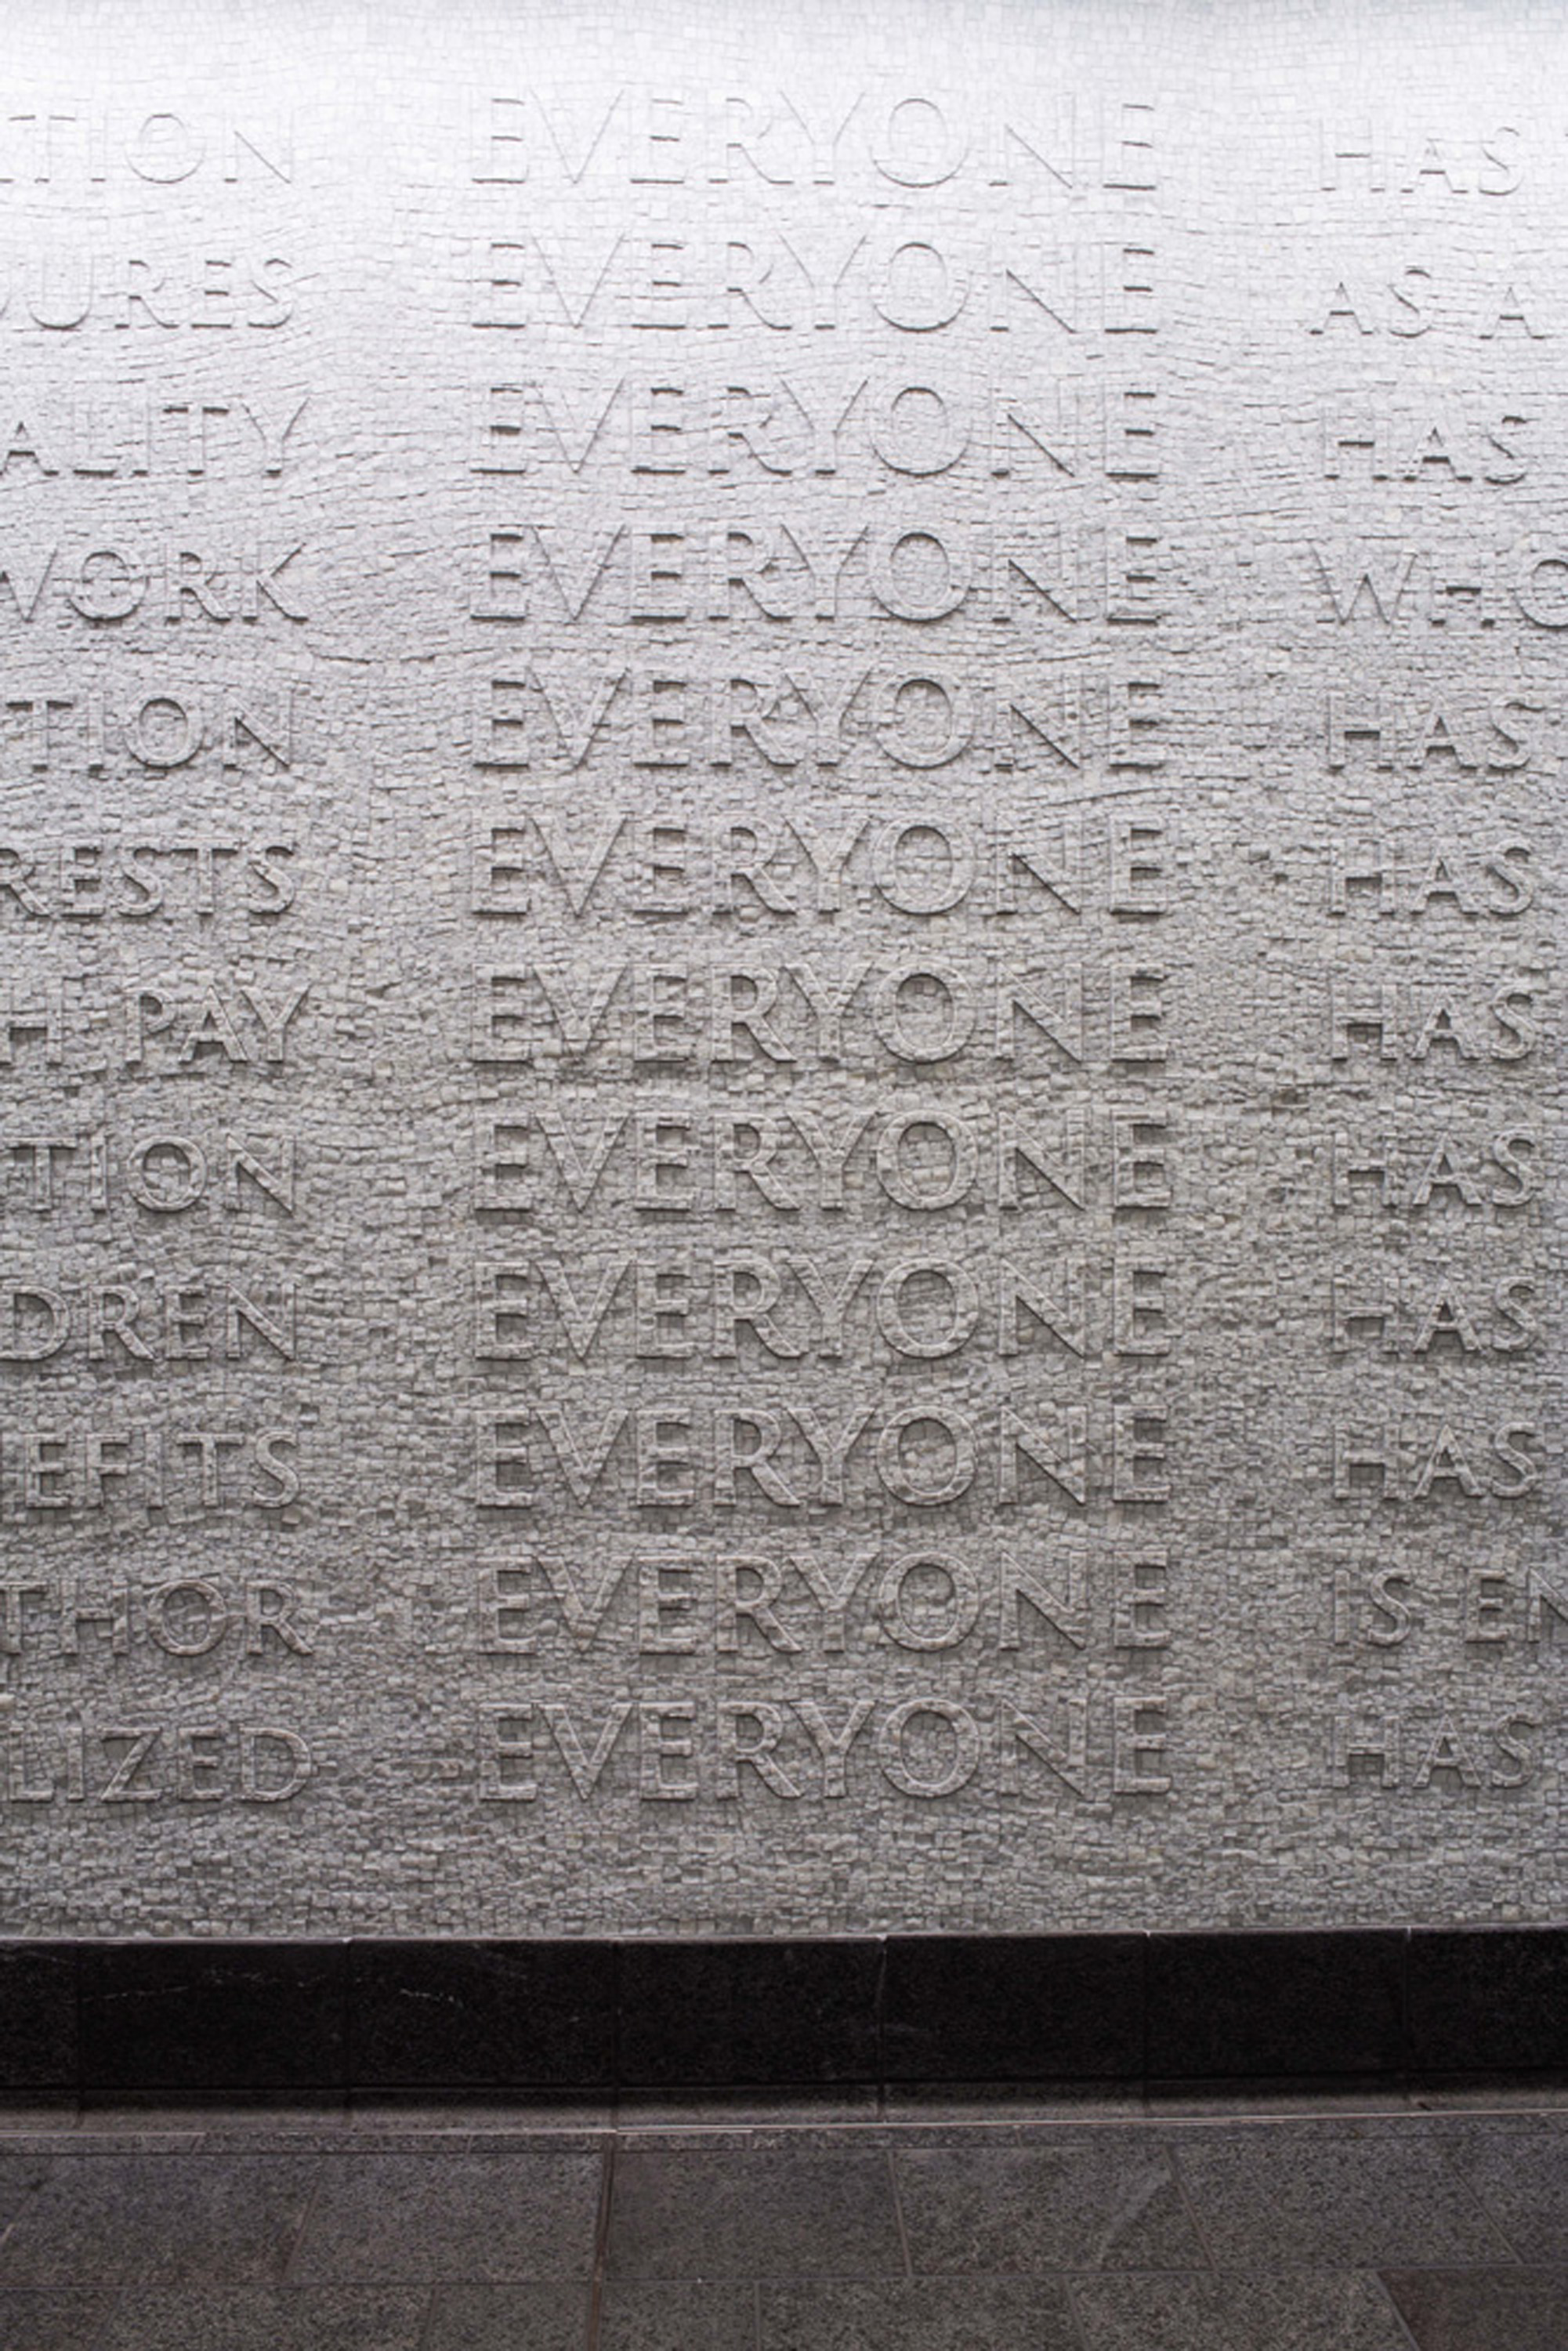 TION EVERYONE HAS
URES EVERYONE AS A
ALITY EVERYONE HAS
WORK EVERYONE WHO
TION EVERYONE HAS
RESTS EVERYONE HAS
H PAY EVERYONE HAS
TION EVERYONE HAS
DREN EVERYONE HAS
EFITS EVERYONE HAS
THOR EVERYONE IS EN
LIZED EVERYONE HAS